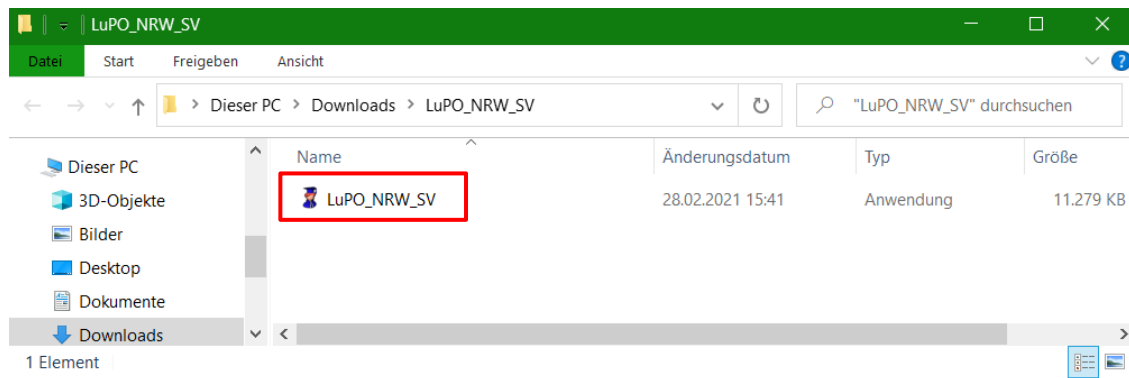 LuPO_NRW_SV
Datei Start Freigeben Ansicht ?
Dieser PC > Downloads > LuPO_NRW_SV "LuPO_NRW_SV" durchsuchen
Dieser PC
3D-Objekte
Bilder
Desktop
Dokumente
Downloads
Name Änderungsdatum Typ Größe
LuPO_NRW_SV 28.02.2021 15:41 Anwendung 11.279 KB
1 Element